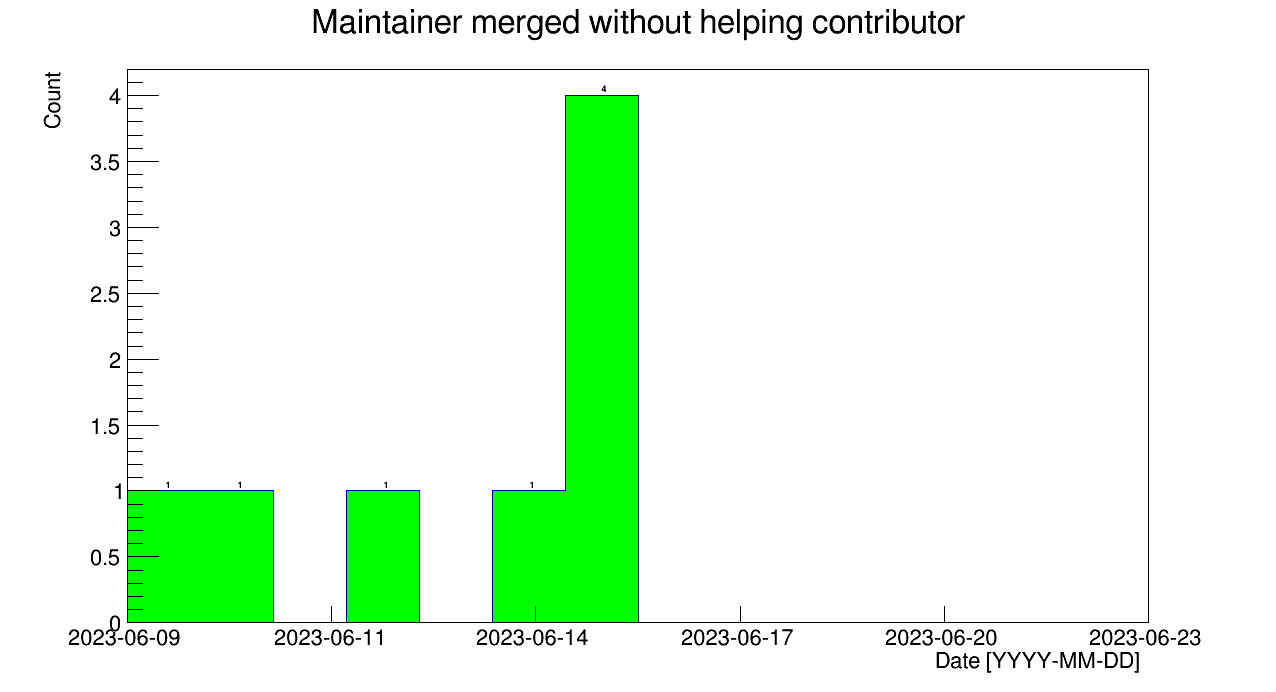 Maintainer merged without helping contributor
Count
4
3.5
3
2.5
2
1.5
1
0.5
0
4
1 1 1 1
2023-06-09 2023-06-11 2023-06-14 2023-06-17 2023-06-20 2023-06-23
Date [YYYY-MM-DD]